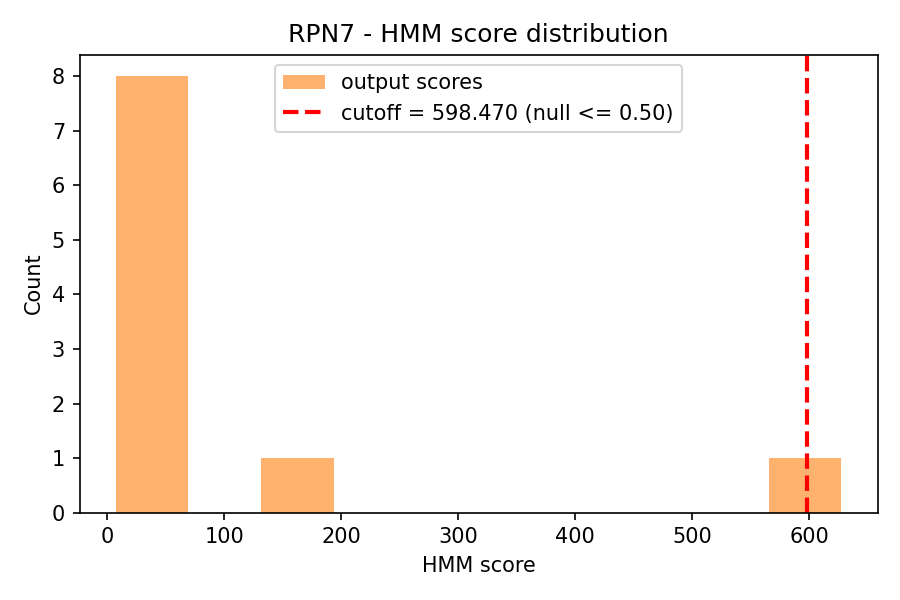 RPN7 - HMM score distribution
output scores
cutoff = 598.470 (null <= 0.50)
8
7
6
5
4
3
2
1
0
Count
0 100 200 300 400 500 600
HMM score